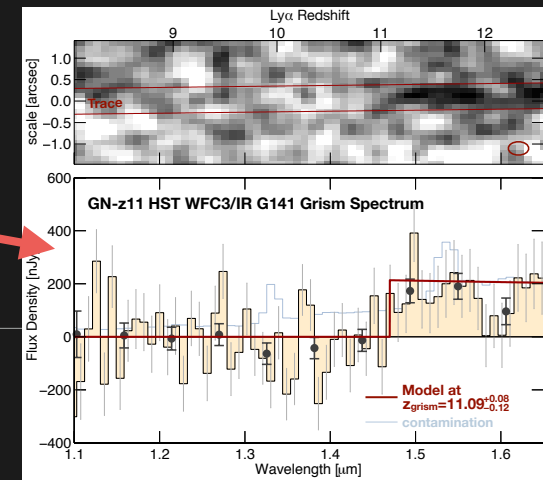 Lyα Redshift
9 10 11 12
scale [arcsec]
1.0
0.5
0.0
−0.5
−1.0
Trace
GN-z11 HST WFC3/IR G141 Grism Spectrum
Flux Density [nJy]
600
400
200
0
−200
−400
Model at
zgrism=11.09+0.08−0.12
contamination
1.1 1.2 1.3 1.4 1.5 1.6
Wavelength [μm]